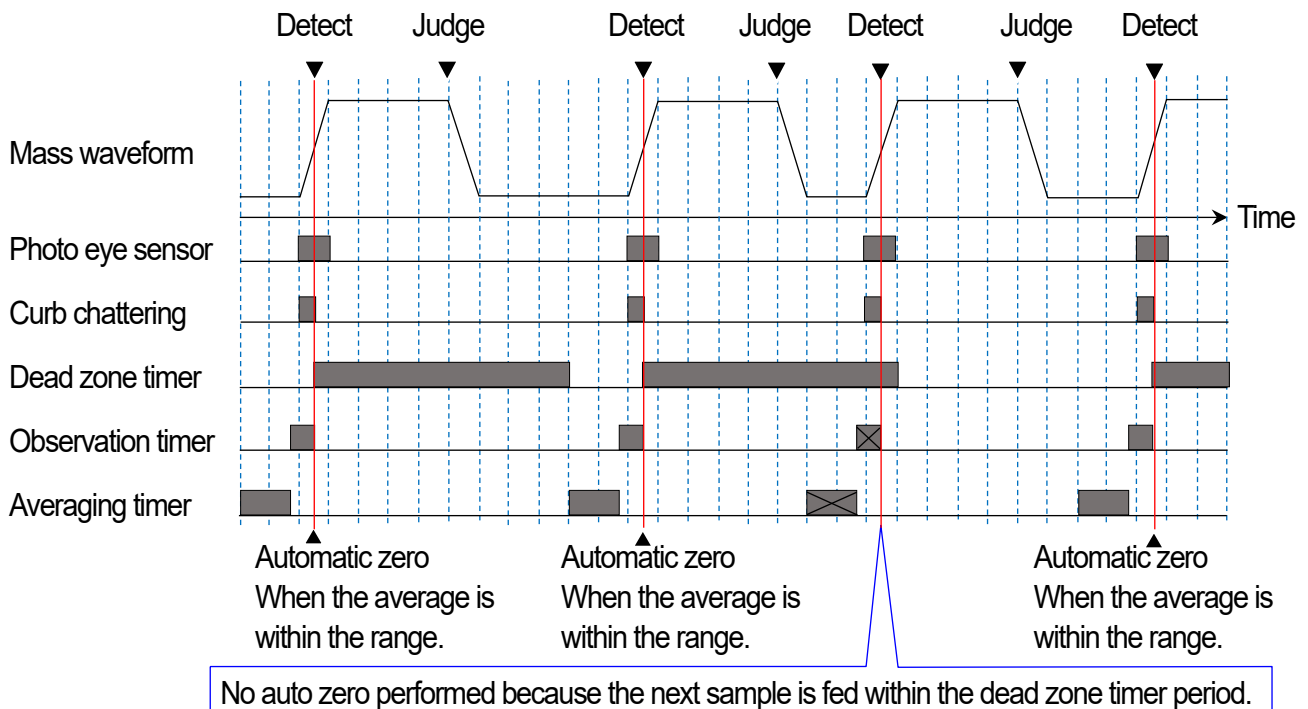 Detect Judge Detect Judge Detect Judge Detect
Mass waveform
Time
Photo eye sensor
Curb chattering
Dead zone timer
Observation timer
Averaging timer
Automatic zero
When the average is
within the range.
Automatic zero
When the average is
within the range.
Automatic zero
When the average is
within the range.
No auto zero performed because the next sample is fed within the dead zone timer period.